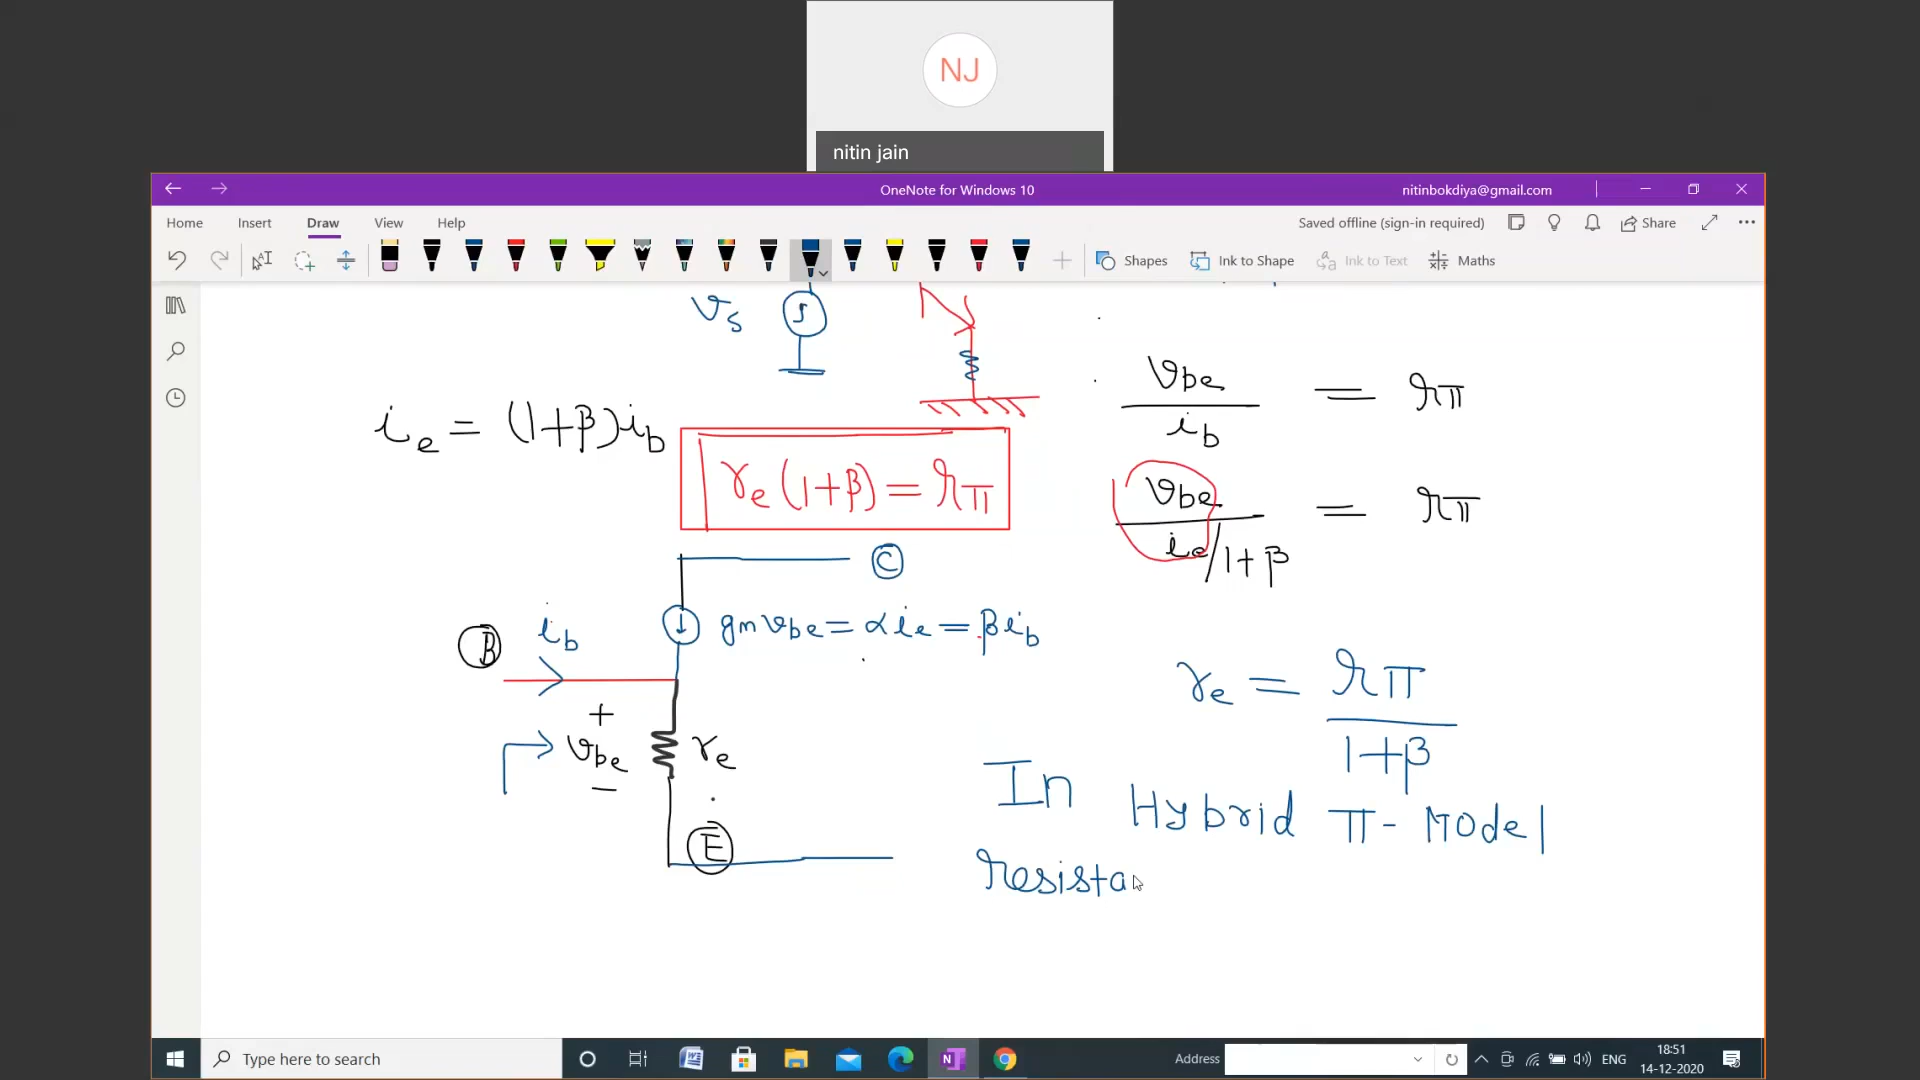 NJ
nitin jain
OneNote for Windows 10
nitinbokdiya@gmail.com
Home Insert Draw View Help
Saved offline (sign-in required)
Share
Shapes
Ink to Shape
Ink to Text
Maths
vs
vbe / ib = rπ
ie = (1+β)ib
re(1+β) = rπ
vbe / ie/1+β = rπ
C
B
ib
gmvbe = αie = βib
+
vbe
−
re
E
re = rπ / 1+β
In Hybrid π- Model
resista
Type here to search
Address
ENG
18:51
14-12-2020